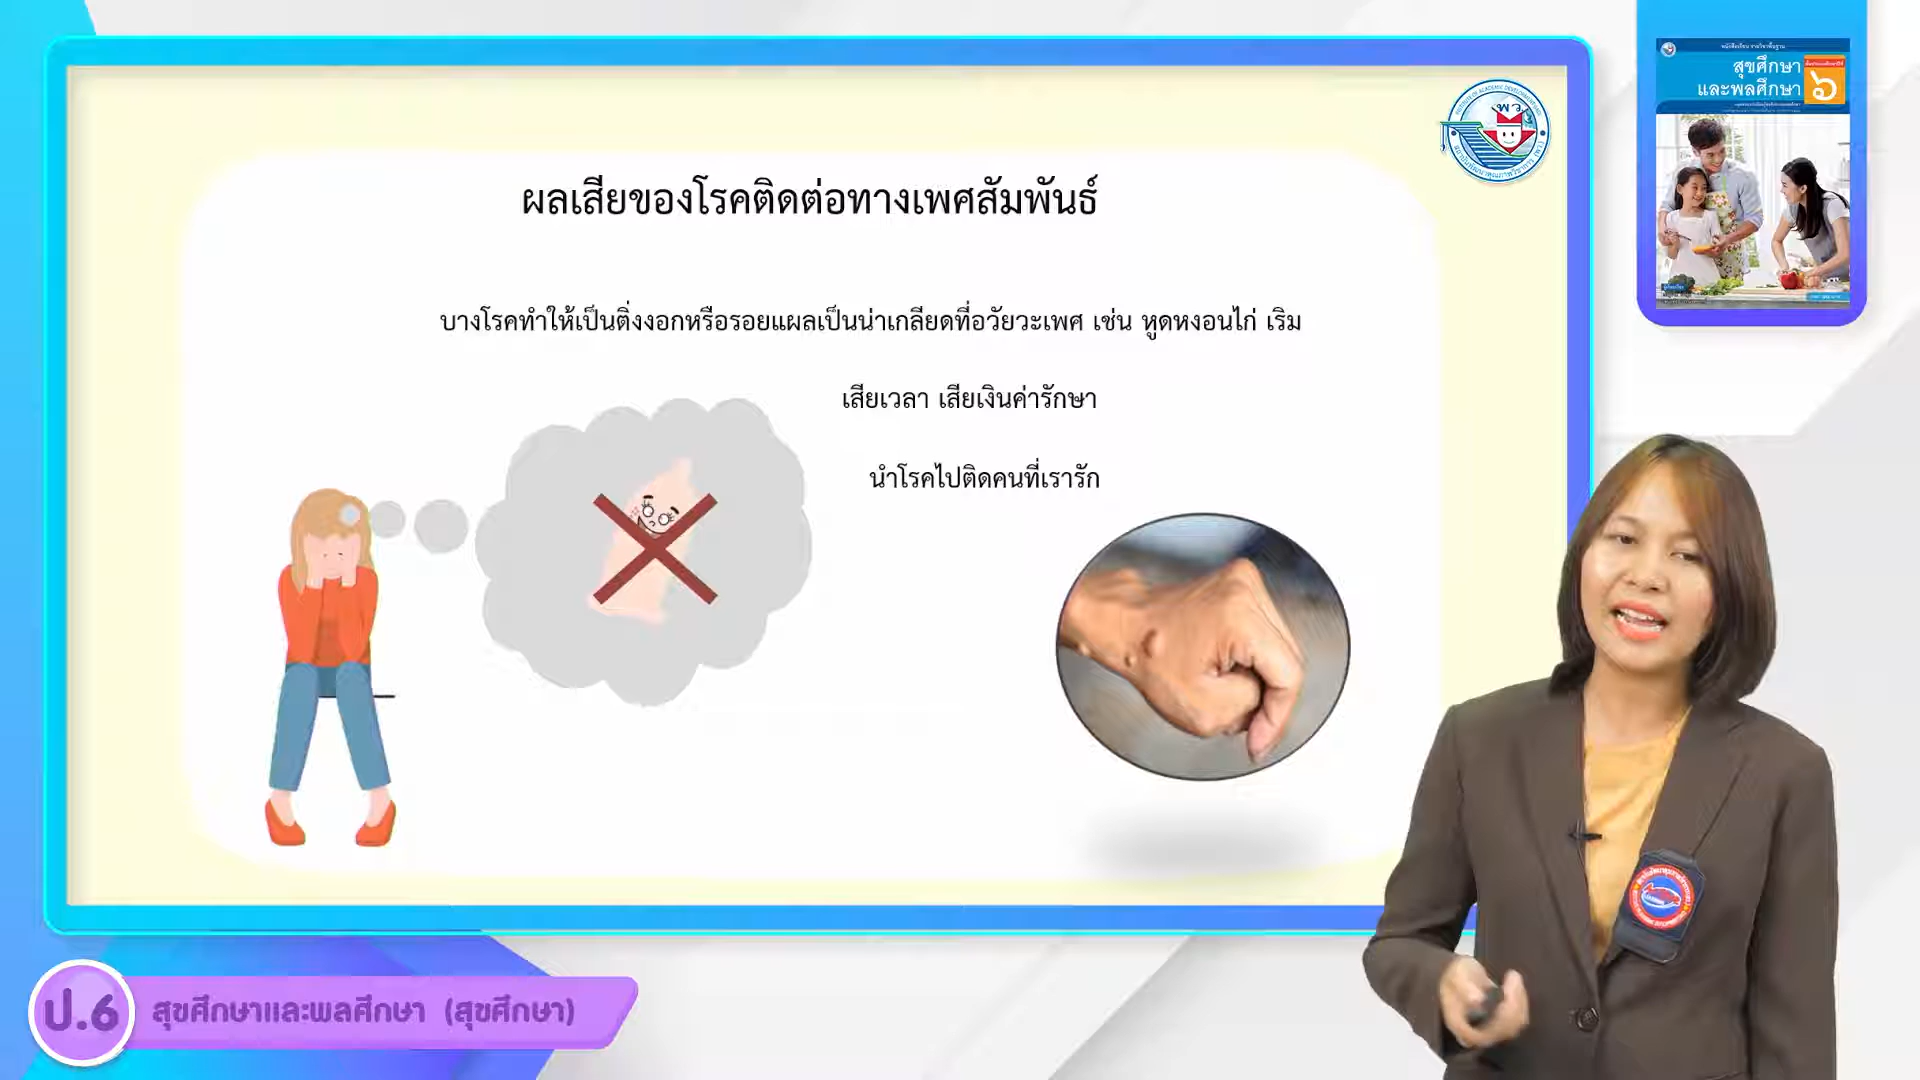 ผลเสียของโรคติดต่อทางเพศสัมพันธ์
บางโรคทำให้เป็นติ่งงอกหรือรอยแผลเป็นน่าเกลียดที่อวัยวะเพศ เช่น หูดหงอนไก่ เริม
เสียเวลา เสียเงินค่ารักษา
นำโรคไปติดคนที่เรารัก
พว
สุขศึกษา
และพลศึกษา
๖
ป.6
สุขศึกษาและพลศึกษา (สุขศึกษา)